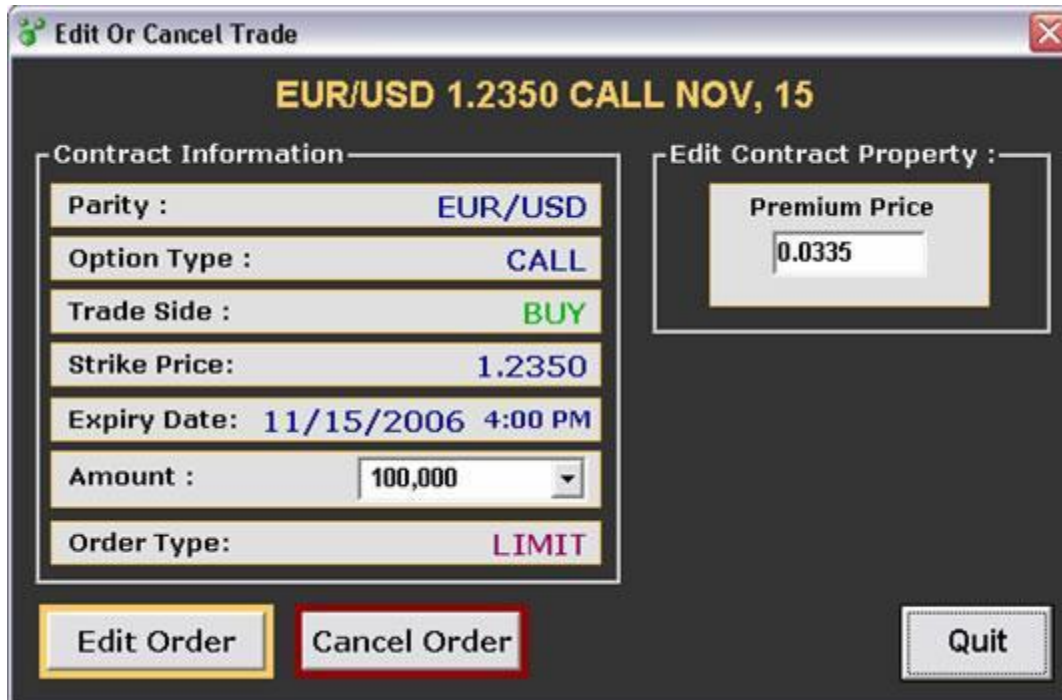 Edit Or Cancel Trade
EUR/USD 1.2350 CALL NOV, 15
Contract Information
Parity : EUR/USD
Option Type : CALL
Trade Side : BUY
Strike Price: 1.2350
Expiry Date: 11/15/2006 4:00 PM
Amount : 100,000
Order Type: LIMIT
Edit Contract Property :
Premium Price
0.0335
Edit Order Cancel Order Quit